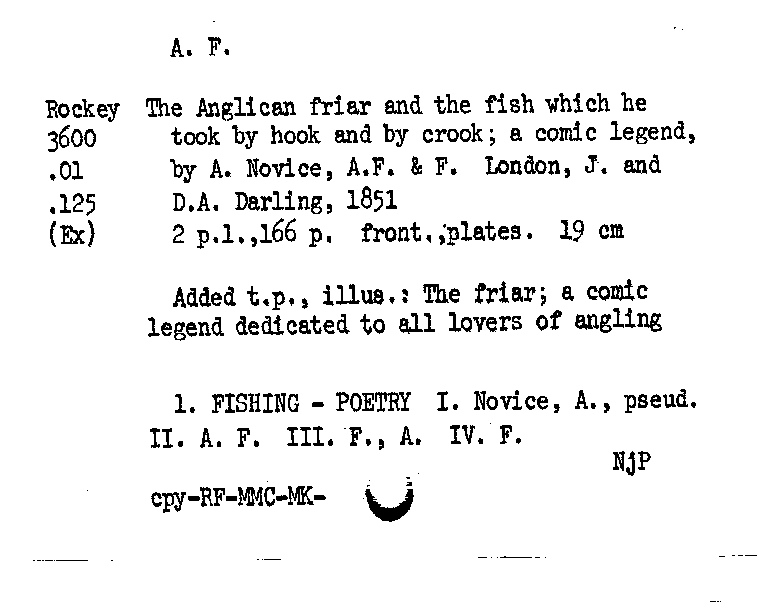 A. F.
Rockey The Anglican friar and the fish which he
3600 took by hook and by crook; a comic legend,
.01 by A. Novice, A.F. & F. London, J. and
.125 D.A. Darling, 1851
(Ex) 2 p.l.,166 p. front.,plates. 19 cm
Added t.p., illus.: The friar; a comic
legend dedicated to all lovers of angling
1. FISHING - POETRY I. Novice, A., pseud.
II. A. F. III. F., A. IV. F.
NjP
cpy-RF-MMC-MK-